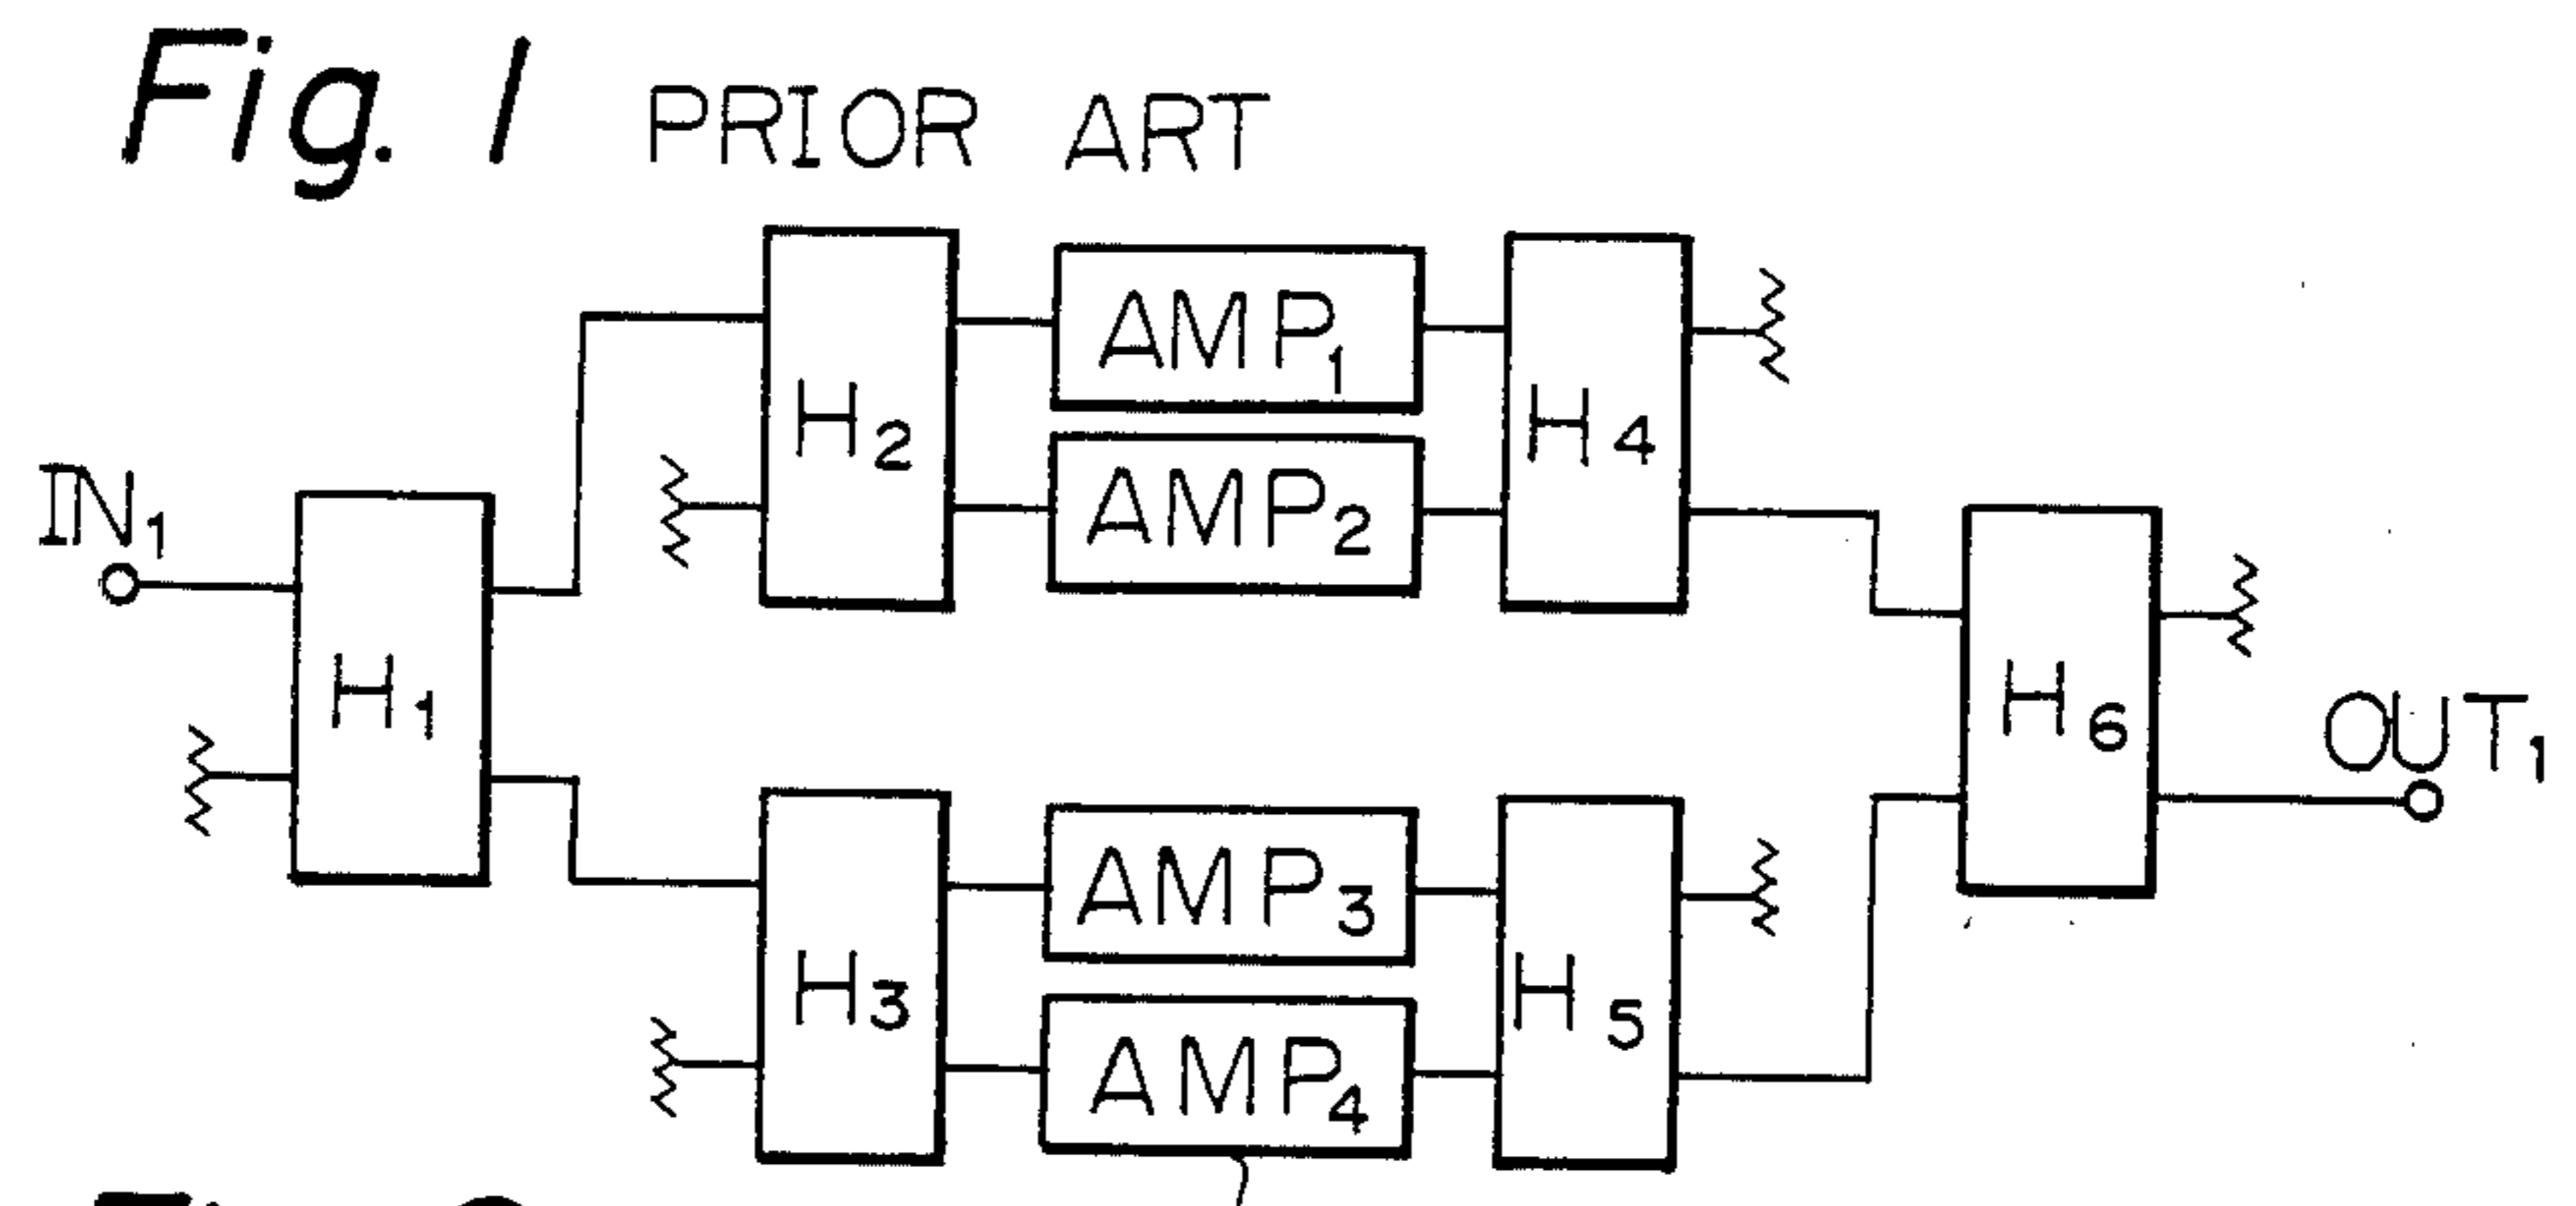 Fig. 1 PRIOR ART
IN1
H1
H2
AMP1
AMP2
H4
H3
AMP3
AMP4
H5
H6
OUT1